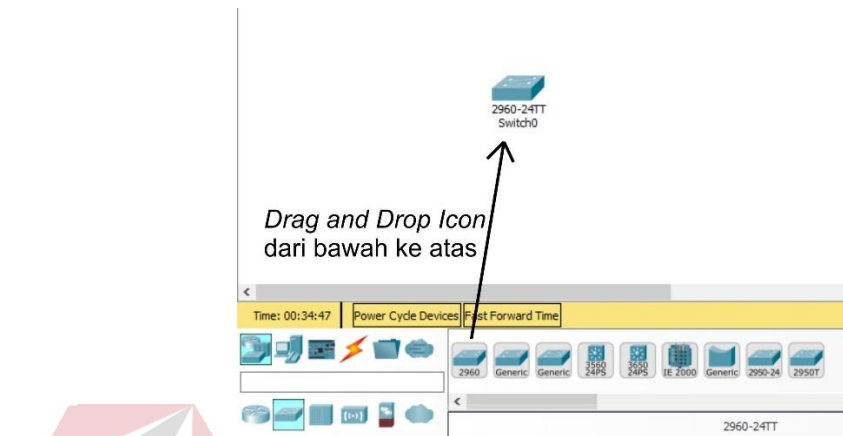 2960-24TT
Switch0
Drag and Drop Icon
dari bawah ke atas
Time: 00:34:47 Power Cycle Devices Fast Forward Time
2960 Generic Generic 3560 24PS 3650 24PS IE 2000 Generic 2950-24 2950T
2960-24TT